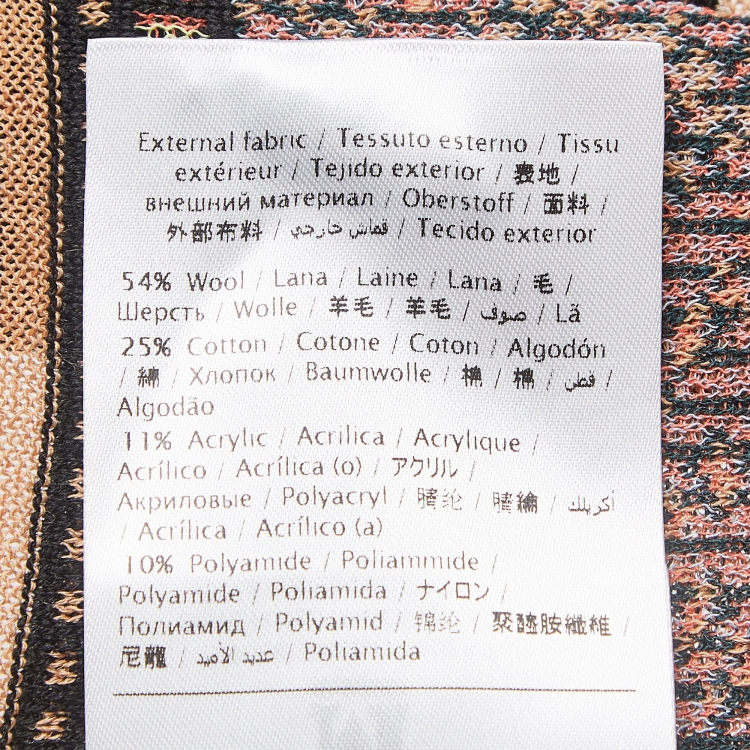 External fabric / Tessuto esterno / Tissu
extérieur / Tejido exterior / 表地 /
внешний материал / Oberstoff / 面料 /
外部布料 / قماش خارجي / Tecido exterior
54% Wool / Lana / Laine / Lana / 毛 /
Шерсть / Wolle / 羊毛 / 羊毛 / صوف / Lã
25% Cotton / Cotone / Coton / Algodón
/ 綿 / Хлопок / Baumwolle / 棉 / 棉 / قطن /
Algodão
11% Acrylic / Acrilica / Acrylique /
Acrílico / Acrílica (o) / アクリル /
Акриловые / Polyacryl / 腈纶 / 腈綸 / أكريلك
/ Acrílica / Acrílico (a)
10% Polyamide / Poliammide /
Polyamide / Poliamida / ナイロン /
Полиамид / Polyamid / 锦纶 / 聚醯胺纖維 /
尼龍 / عديد الأميد / Poliamida